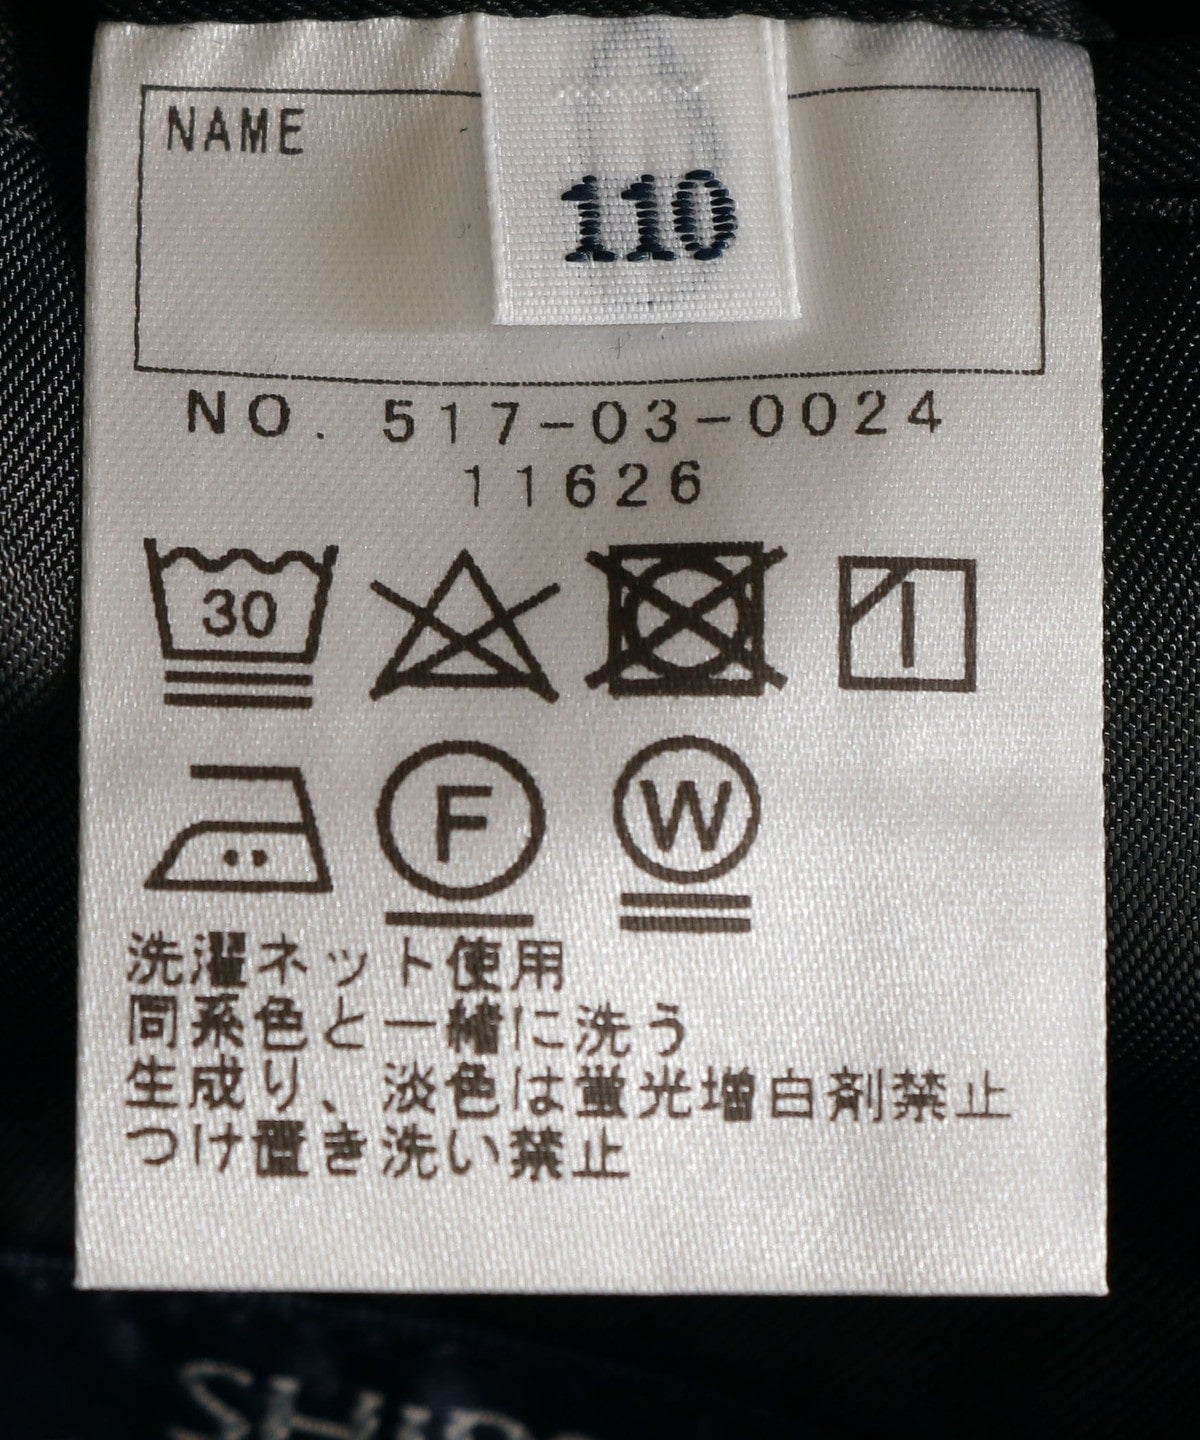 NAME
110
NO. 517-03-0024
11626
30
F
W
洗濯ネット使用
同系色と一緒に洗う
生成り、淡色は蛍光増白剤禁止
つけ置き洗い禁止